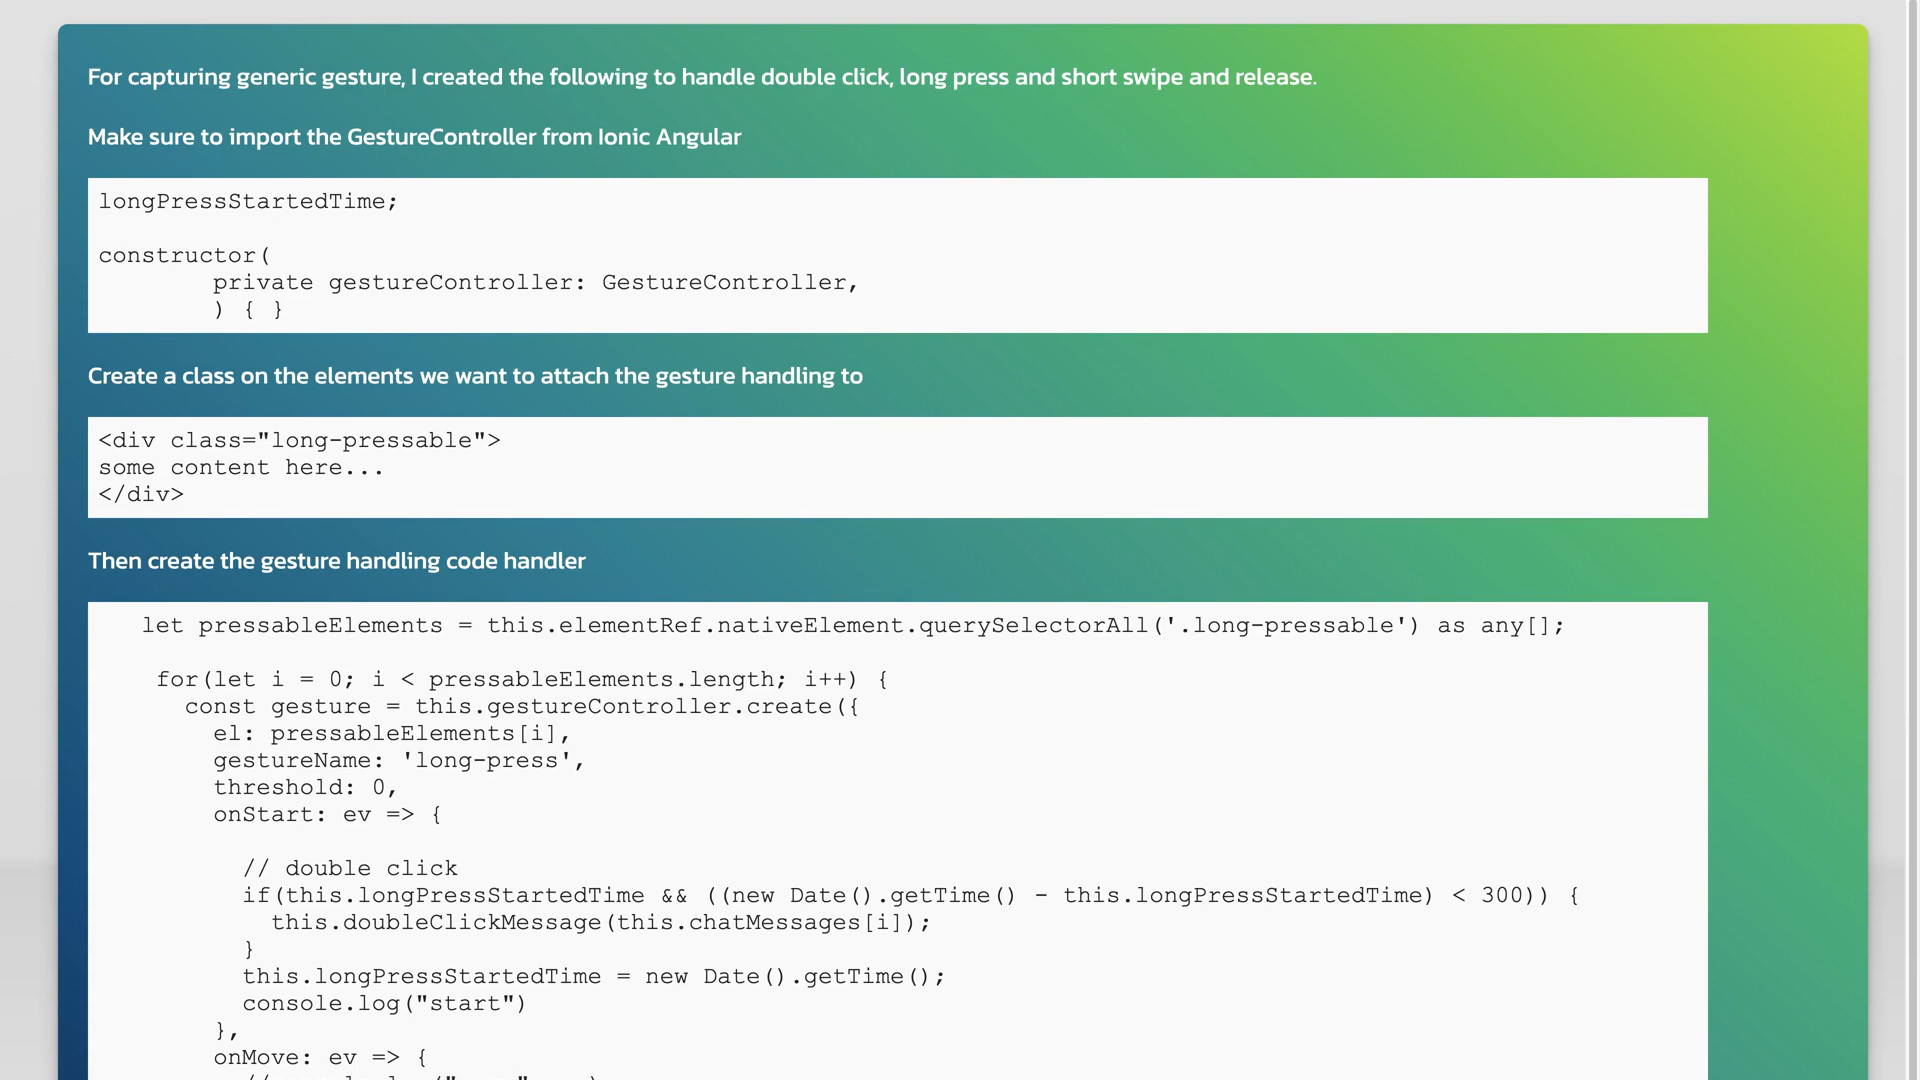 For capturing generic gesture, I created the following to handle double click, long press and short swipe and release.
Make sure to import the GestureController from Ionic Angular
longPressStartedTime;
constructor(
private gestureController: GestureController,
) { }
Create a class on the elements we want to attach the gesture handling to
<div class="long-pressable">
some content here...
</div>
Then create the gesture handling code handler
let pressableElements = this.elementRef.nativeElement.querySelectorAll('.long-pressable') as any[];
for(let i = 0; i < pressableElements.length; i++) {
const gesture = this.gestureController.create({
el: pressableElements[i],
gestureName: 'long-press',
threshold: 0,
onStart: ev => {
// double click
if(this.longPressStartedTime && ((new Date().getTime() - this.longPressStartedTime) < 300)) {
this.doubleClickMessage(this.chatMessages[i]);
}
this.longPressStartedTime = new Date().getTime();
console.log("start")
},
onMove: ev => {